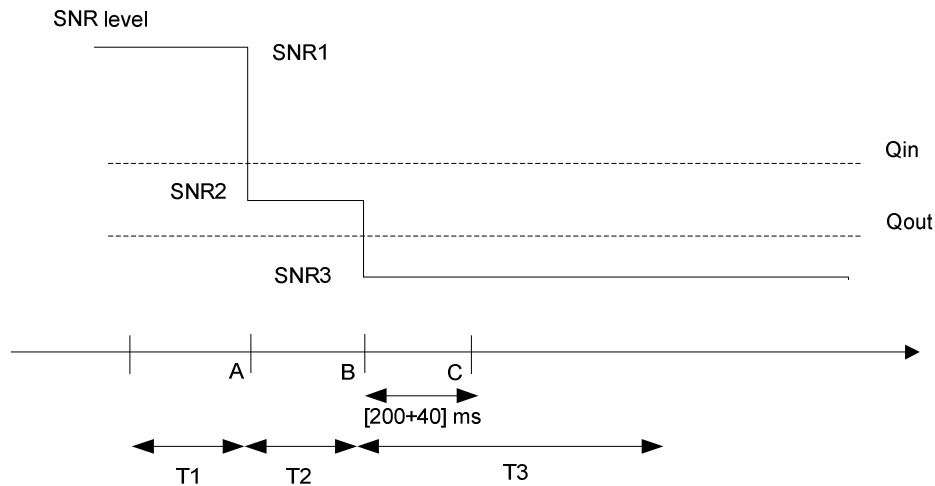 SNR level
SNR1
Qin
SNR2
Qout
SNR3
A
B
C
[200+40] ms
T1
T2
T3